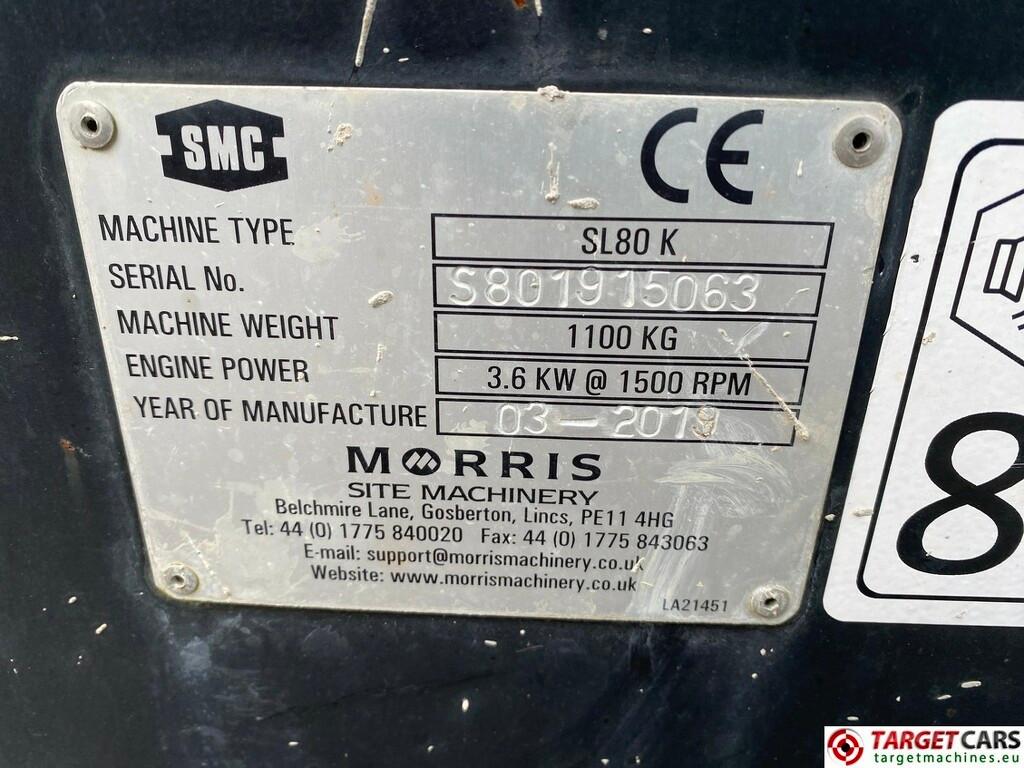 SMC
CE
MACHINE TYPE SL80 K
SERIAL No. S801915063
MACHINE WEIGHT 1100 KG
ENGINE POWER 3.6 KW @ 1500 RPM
YEAR OF MANUFACTURE 03-2019
MORRIS
SITE MACHINERY
Belchmire Lane, Gosberton, Lincs, PE11 4HG
Tel: 44 (0) 1775 840020 Fax: 44 (0) 1775 843063
E-mail: support@morrismachinery.co.uk
Website: www.morrismachinery.co.uk
LA21451
8
TARGETCARS
targetmachines.eu